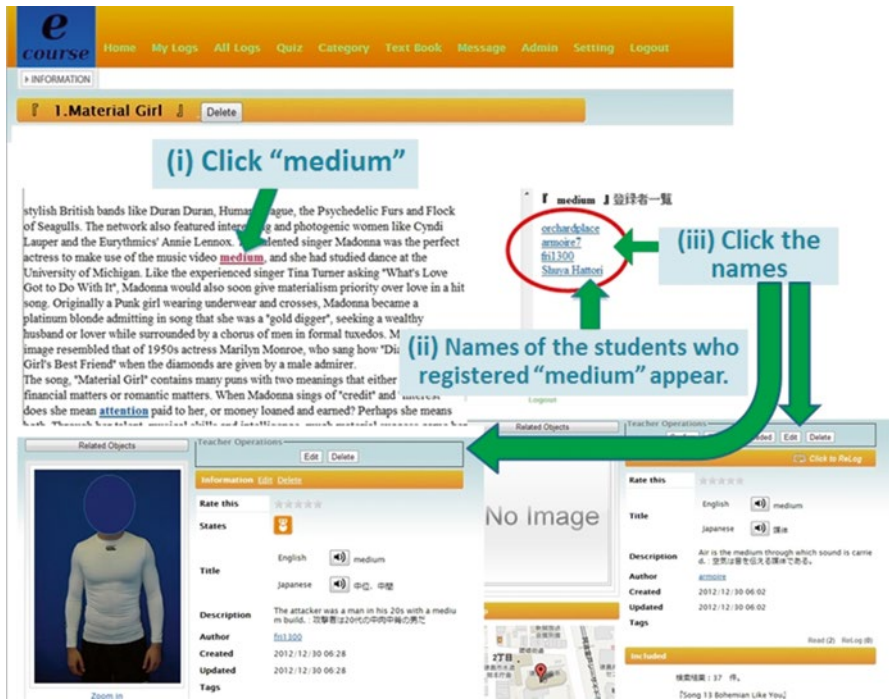 e
course
Home My Logs All Logs Quiz Category Text Book Message Admin Setting Logout
INFORMATION
『 1.Material Girl 』 Delete
(i) Click “medium”
stylish British bands like Duran Duran, Human League, the Psychedelic Furs and Flock
of Seagulls. The network also featured and photogenic women like Cyndi
Lauper and the Eurythmics' Annie Lennox. talented singer Madonna was the perfect
actress to make use of the music video medium, and she had studied dance at the
University of Michigan. Like the experienced singer Tina Turner asking "What's Love
Got to Do With It", Madonna would also soon give materialism priority over love in a hit
song. Originally a Punk girl wearing underwear and crosses, Madonna became a
platinum blonde admitting in song that she was a "gold digger", seeking a wealthy
husband or lover while surrounded by a chorus of men in formal tuxedos.
image resembled that of 1950s actress Marilyn Monroe, who sang how
Girl's Best Friend" when the diamonds are given by a male admirer.
The song, "Material Girl" contains many puns with two meanings that either
financial matters or romantic matters. When Madonna sings of "credit" and "interest
does she mean attention paid to her, or money loaned and earned? Perhaps she means
『 medium 』登録者一覧
orchardplace
armoire7
fri1300
Shuya Hattori
(iii) Click the
names
(ii) Names of the students who
registered “medium” appear.
Logout
Related Objects
Zoom in
Teacher Operations
Edit Delete
Information Edit Delete
Rate this
States
Title
English medium
Japanese 中位、中間
Description The attacker was a man in his 20s with a mediu
m build. : 攻撃者は20代の中肉中背の男だ
Author fri1300
Created 2012/12/30 06:28
Updated 2012/12/30 06:28
Tags
Related Objects
No Image
2丁目
Teacher Operations
Edit Delete
Click to ReLog
Rate this
Title
English medium
Japanese 媒体
Description Air is the medium through which sound is carrie
d. : 空気は音を伝える媒体である。
Author armoire
Created 2012/12/30 06:02
Updated 2012/12/30 06:02
Tags
Read (2) ReLog (0)
Included
検索結果 : 37 件。
『Song 13 Bohemian Like You』